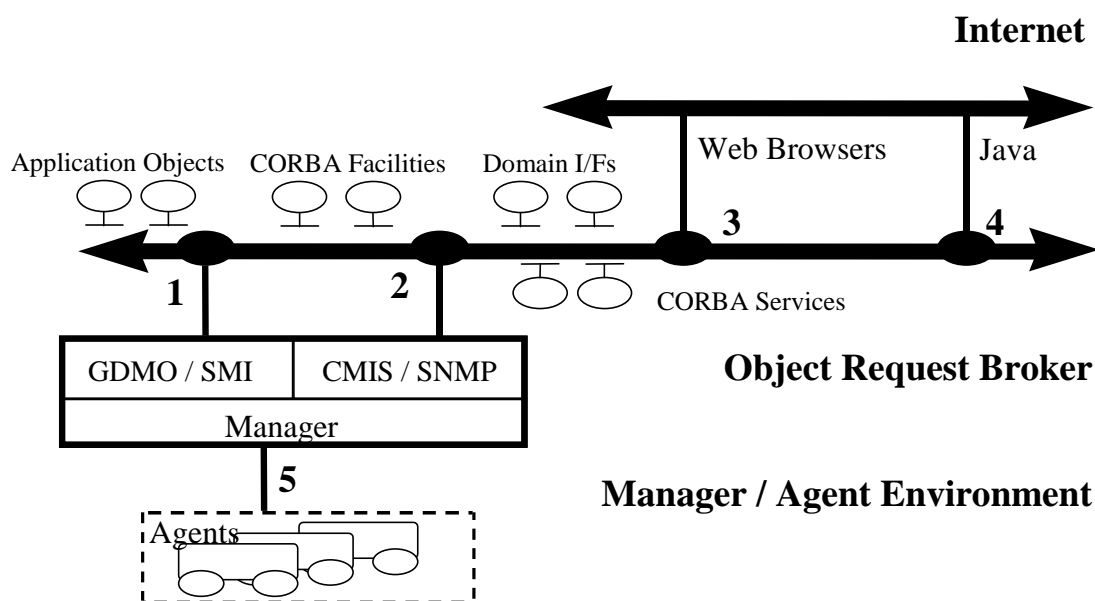 Internet
Web Browsers
Java
Application Objects
CORBA Facilities
Domain I/Fs
3
4
1
2
CORBA Services
GDMO / SMI
CMIS / SNMP
Object Request Broker
Manager
5
Manager / Agent Environment
Agents